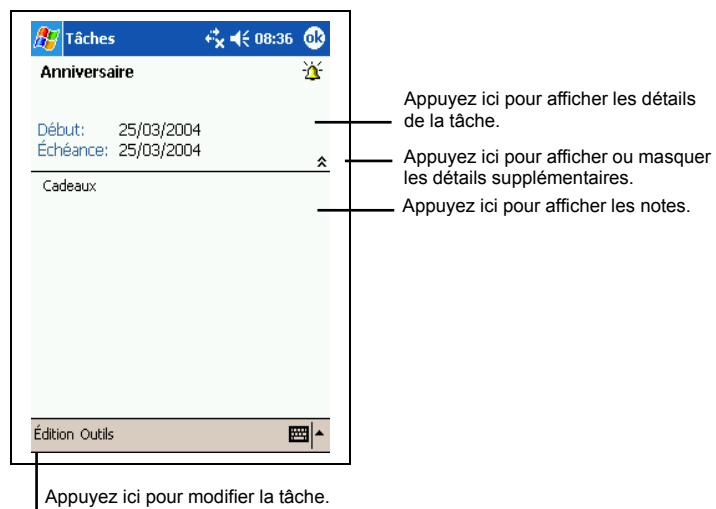 Tâches 08:36 ok
Anniversaire
Début: 25/03/2004
Échéance: 25/03/2004
Cadeaux
Édition Outils
Appuyez ici pour afficher les détails
de la tâche.
Appuyez ici pour afficher ou masquer
les détails supplémentaires.
Appuyez ici pour afficher les notes.
Appuyez ici pour modifier la tâche.